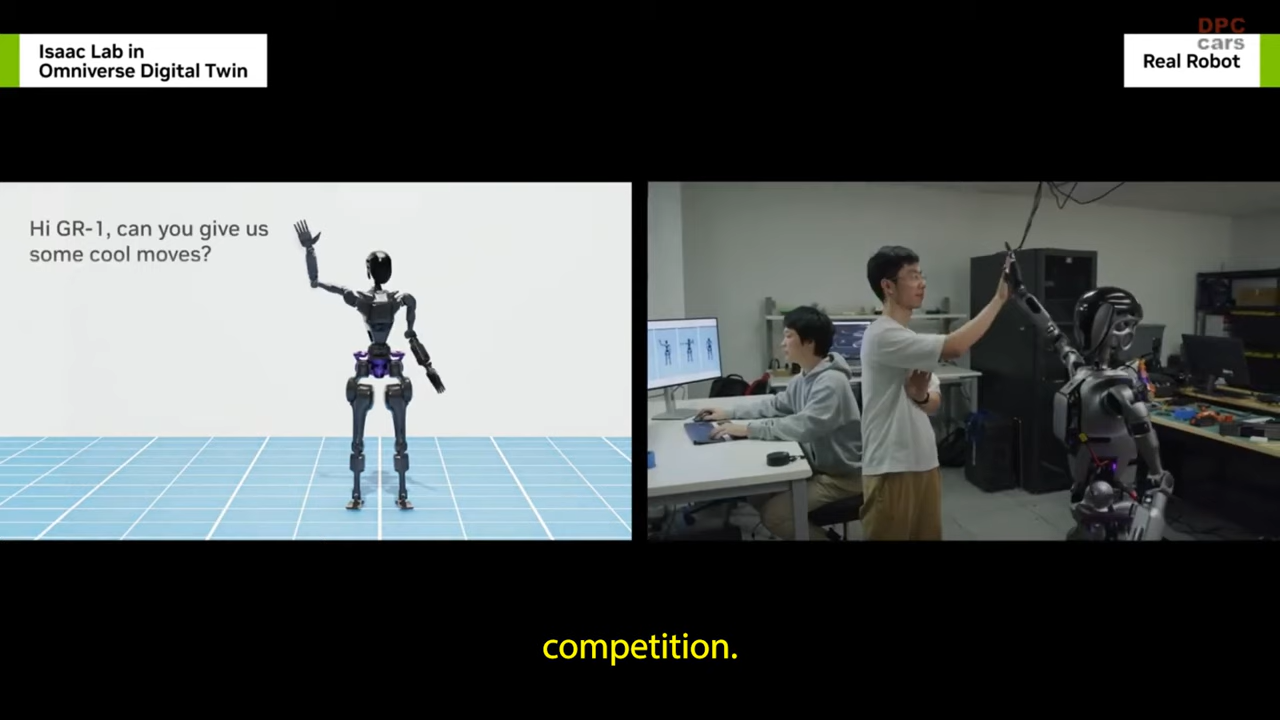 Isaac Lab in
Omniverse Digital Twin
DPC
cars
Real Robot
Hi GR-1, can you give us
some cool moves?
competition.